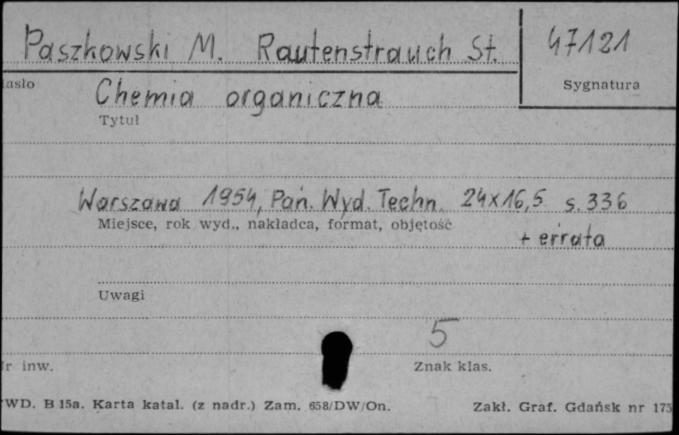 Paszkowski M. Rautenstrauch St. 47121
asło Sygnatura
Chemia organiczna
Tytuł
Warszawa 1954, Pań. Wyd. Techn. 24x16,5 s. 336
Miejsce, rok wyd., nakładca, format, objętość
+ errata
Uwagi
5
r inw. Znak klas.
WD. B 15a. Karta katal. (z nadr.) Zam. 658/DW/On. Zakł. Graf. Gdańsk nr 175